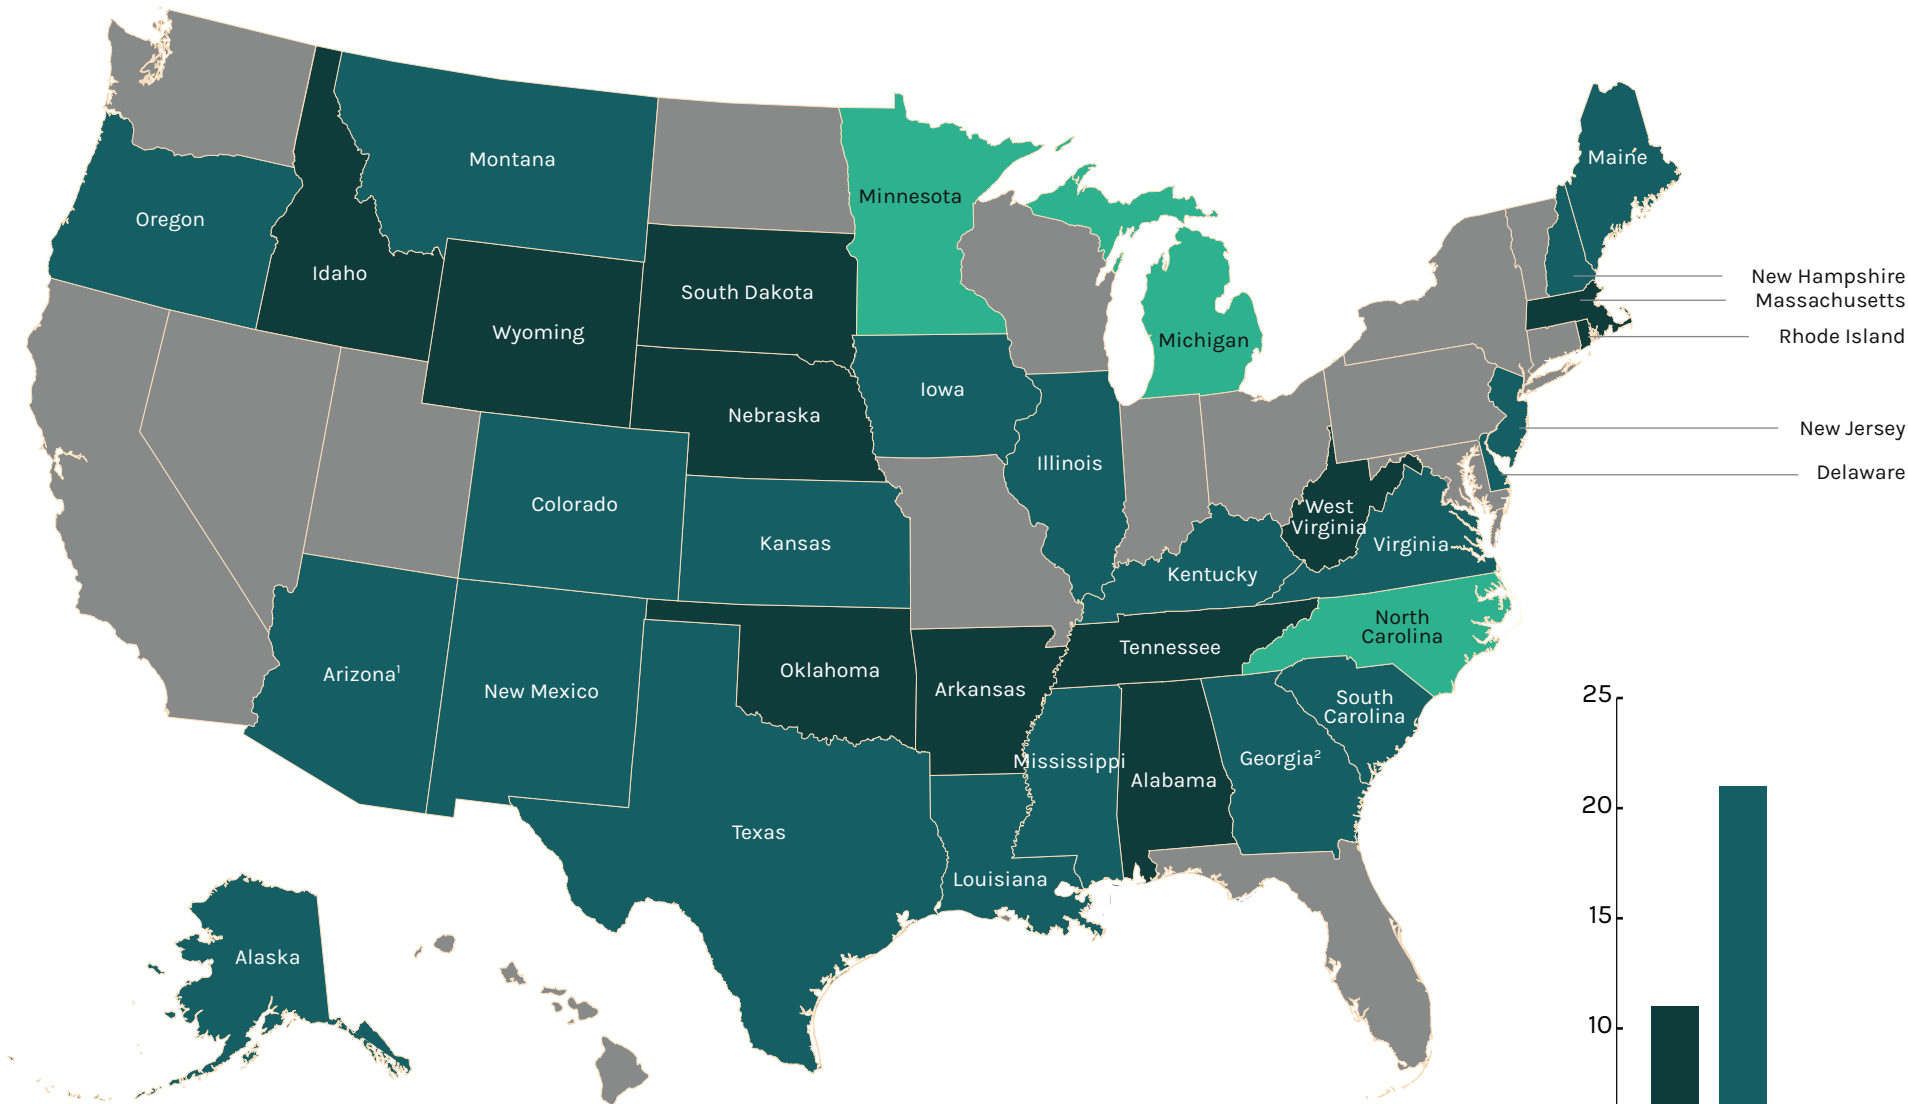 Maine
Montana
Minnesota
Oregon
Idaho
New Hampshire
South Dakota
Massachusetts
Wyoming
Rhode Island
Michigan
Iowa
Nebraska
New Jersey
Illinois
Delaware
Colorado
West
Virginia
Kansas
Virginia
Kentucky
North
Carolina
Tennessee
Arizona¹
Oklahoma
New Mexico
Arkansas
25
South
Carolina
Mississippi
Georgia²
Alabama
20
Texas
Louisiana
15
Alaska
10